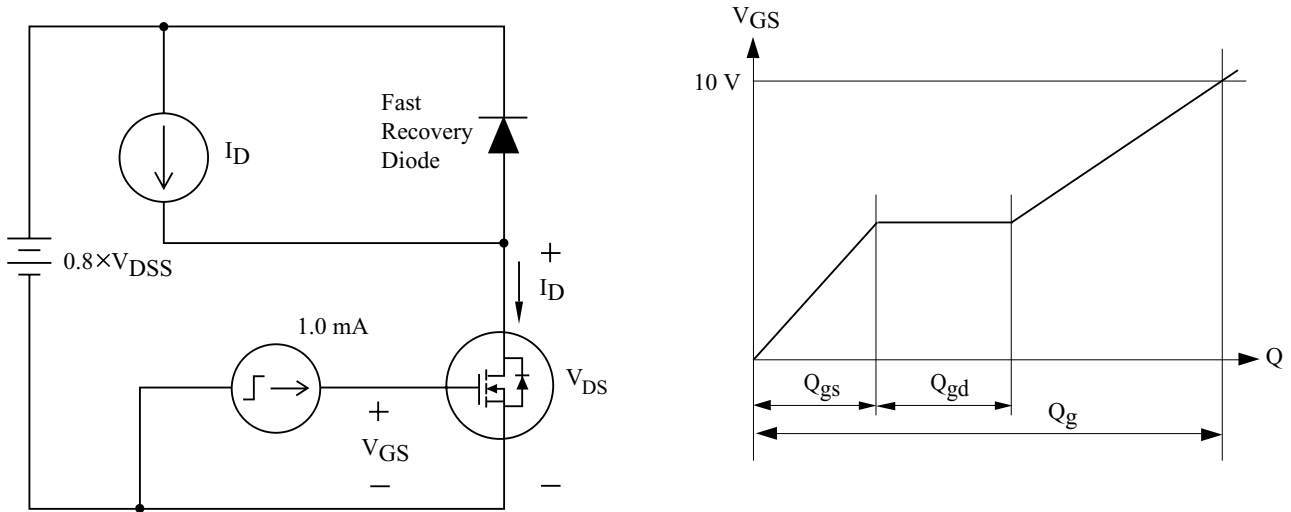 Fast
Recovery
Diode
I_D
0.8×V_DSS
+
I_D
1.0 mA
V_DS
+
V_GS
−
−
V_GS
10 V
Q
Q_gs
Q_gd
Q_g